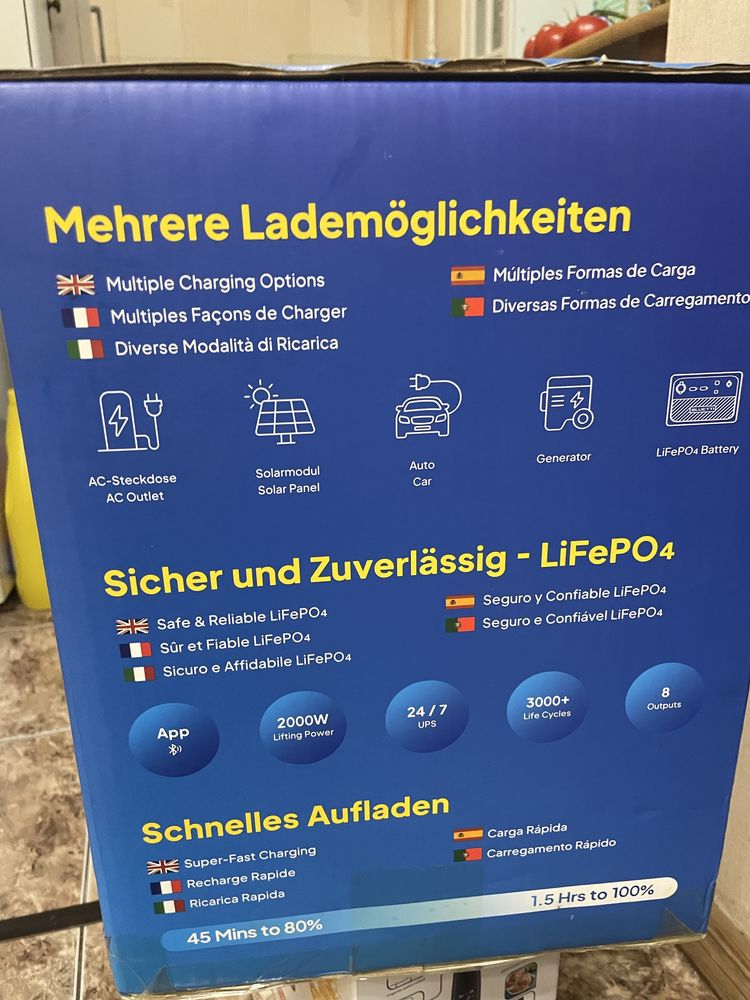 Mehrere Lademöglichkeiten
Multiple Charging Options
Multiples Façons de Charger
Diverse Modalità di Ricarica
Múltíples Formas de Carga
Diversas Formas de Carregamento
AC-Steckdose
AC Outlet
Solarmodul
Solar Panel
Auto
Car
Generator
BLUETTI
LiFePO₄ Battery
Sicher und Zuverlässig - LiFePO4
Safe & Reliable LiFePO₄
Sûr et Fiable LiFePO₄
Sicuro e Affidabile LiFePO₄
Seguro y Confiable LiFePO₄
Seguro e Confiável LiFePO₄
App
2000W
Lifting Power
24 / 7
UPS
3000+
Life Cycles
8
Outputs
Schnelles Aufladen
Super-Fast Charging
Recharge Rapide
Ricarica Rapida
Carga Rápida
Carregamento Rápido
45 Mins to 80%
1.5 Hrs to 100%